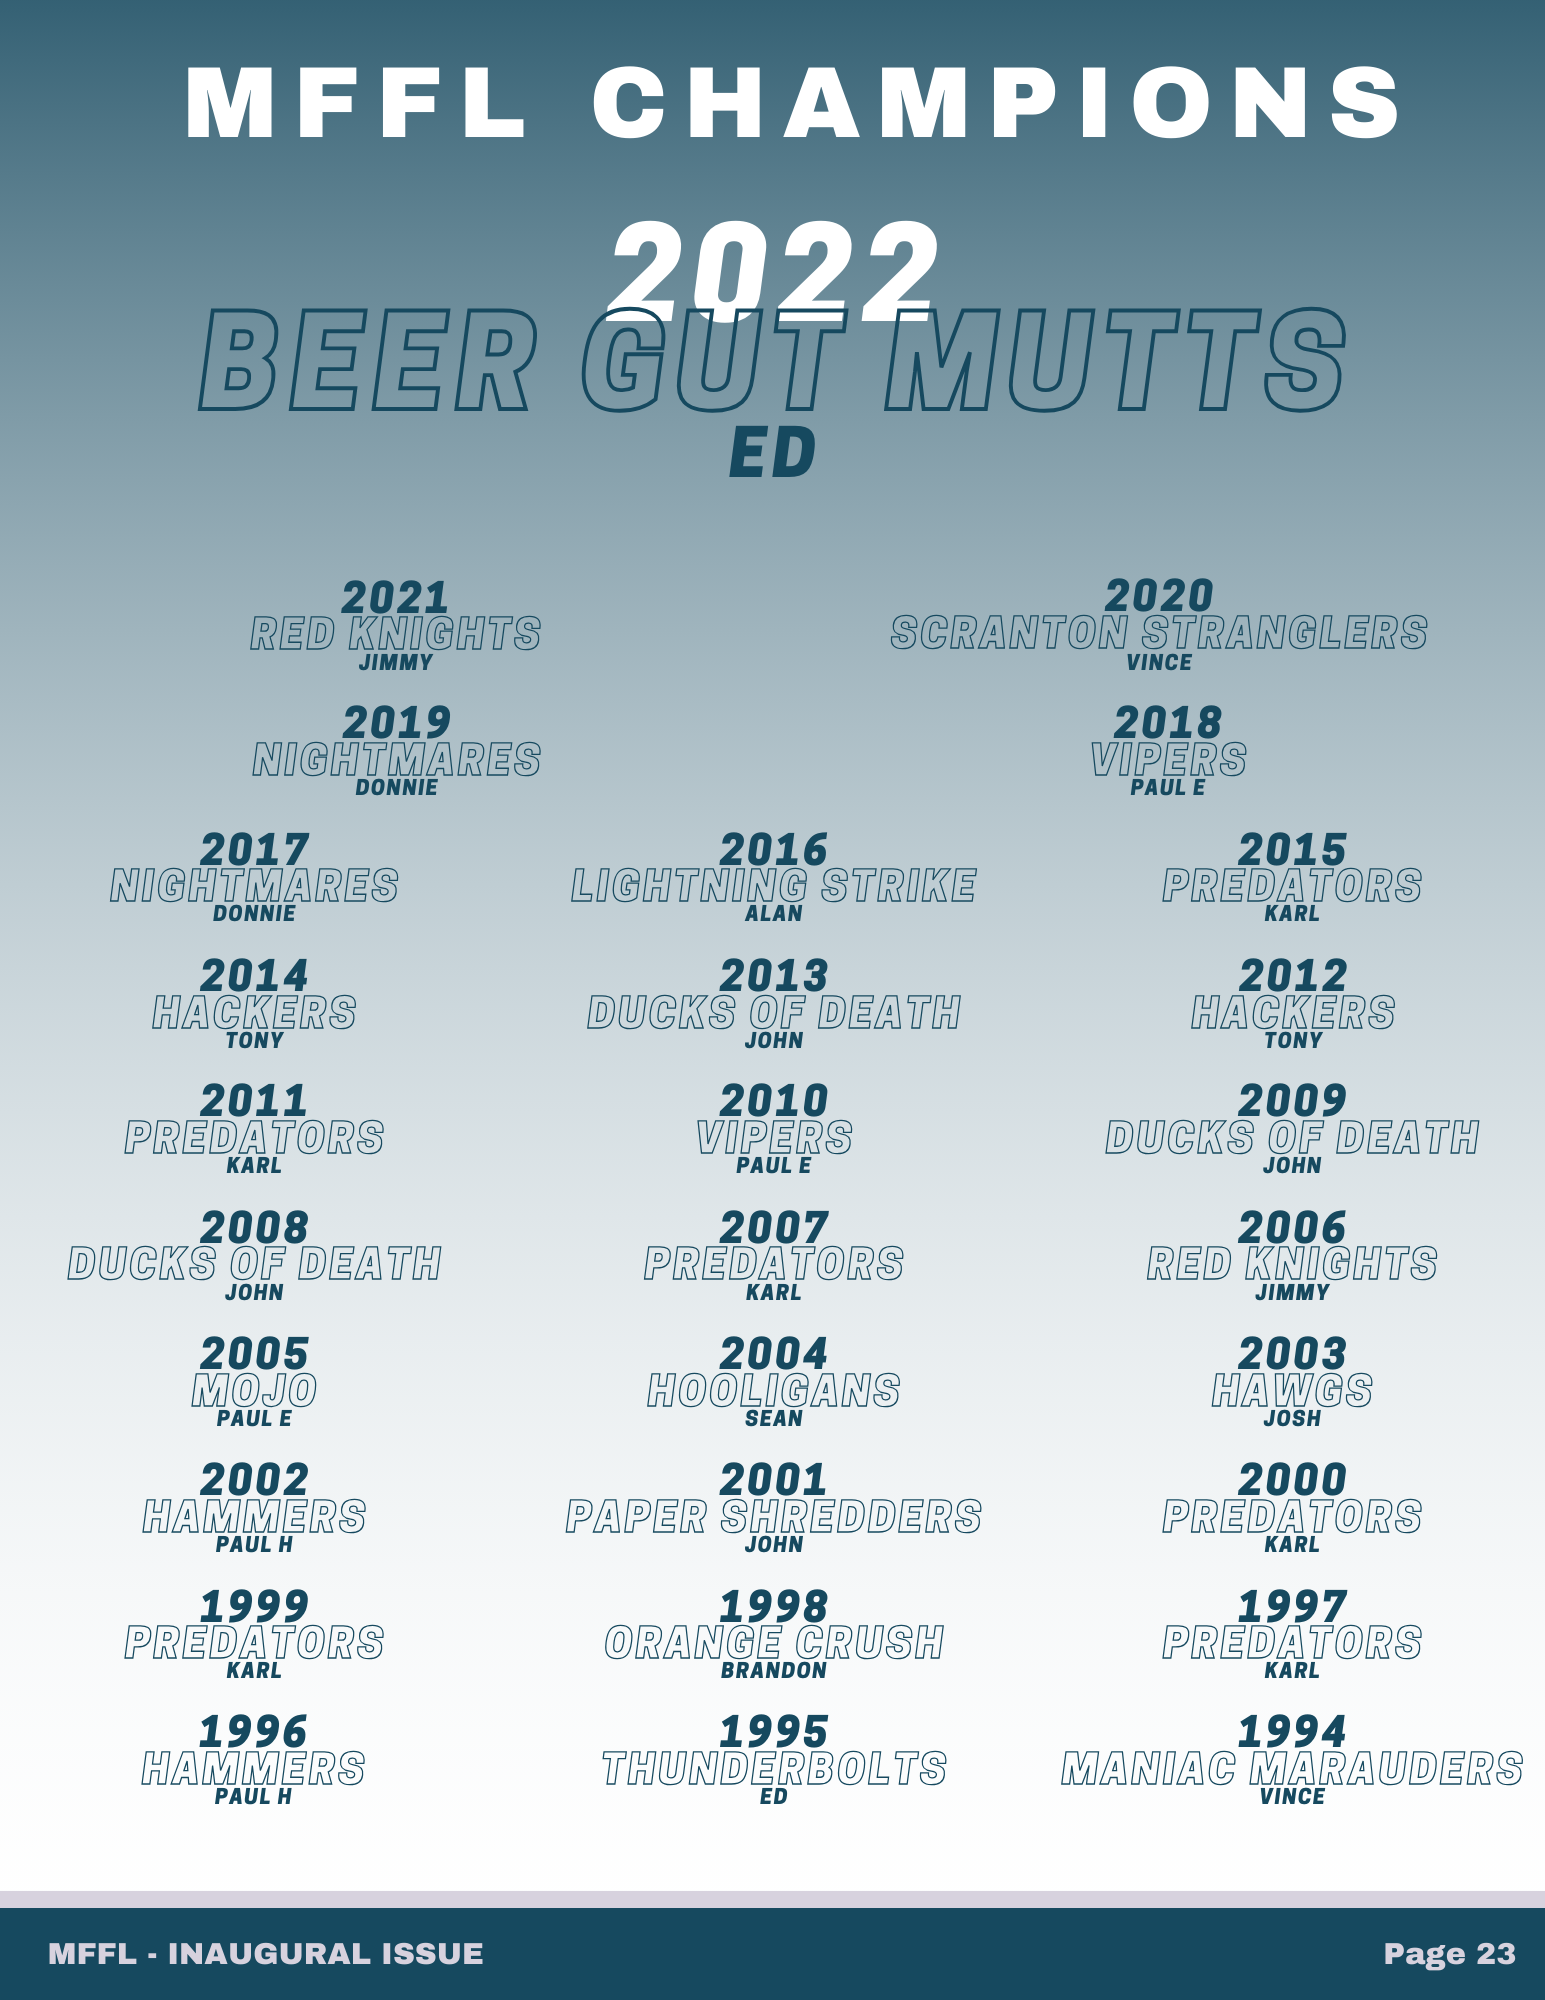 MFFL CHAMPIONS
2022
BEER GUT MUTTS
ED
2021
RED KNIGHTS
JIMMY
2020
SCRANTON STRANGLERS
VINCE
2019
NIGHTMARES
DONNIE
2018
VIPERS
PAUL E
2017
NIGHTMARES
DONNIE
2016
LIGHTNING STRIKE
ALAN
2015
PREDATORS
KARL
2014
HACKERS
TONY
2013
DUCKS OF DEATH
JOHN
2012
HACKERS
TONY
2011
PREDATORS
KARL
2010
VIPERS
PAUL E
2009
DUCKS OF DEATH
JOHN
2008
DUCKS OF DEATH
JOHN
2007
PREDATORS
KARL
2006
RED KNIGHTS
JIMMY
2005
MOJO
PAUL E
2004
HOOLIGANS
SEAN
2003
HAWGS
JOSH
2002
HAMMERS
PAUL H
2001
PAPER SHREDDERS
JOHN
2000
PREDATORS
KARL
1999
PREDATORS
KARL
1998
ORANGE CRUSH
BRANDON
1997
PREDATORS
KARL
1996
HAMMERS
PAUL H
1995
THUNDERBOLTS
ED
1994
MANIAC MARAUDERS
VINCE
MFFL - INAUGURAL ISSUE
Page 23